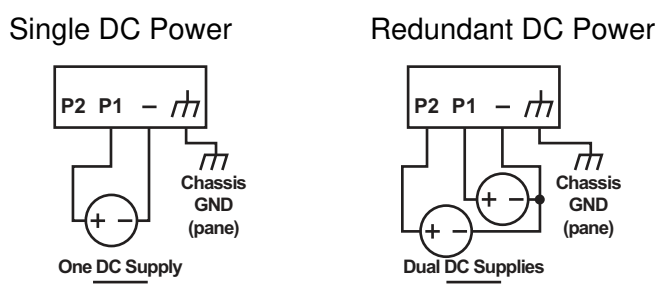 Single DC Power
Redundant DC Power
P2 P1 –
Chassis
GND
(pane)
+ –
One DC Supply
P2 P1 –
Chassis
GND
(pane)
+ –
+ –
Dual DC Supplies